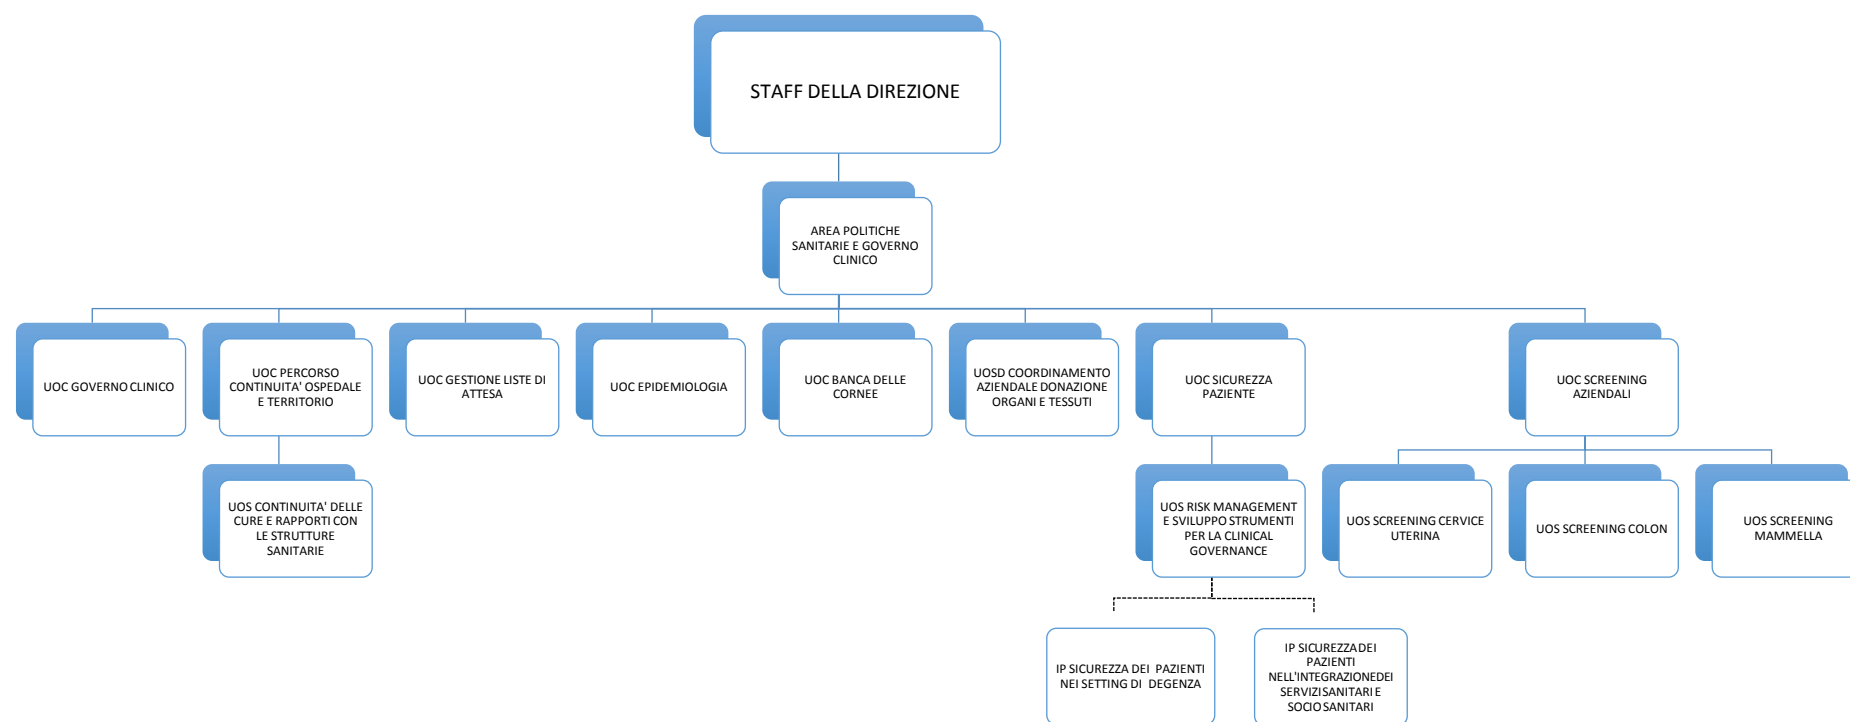 STAFF DELLA DIREZIONE
AREA POLITICHE
SANITARIE E GOVERNO
CLINICO
UOC GOVERNO CLINICO
UOC PERCORSO
CONTINUITA' OSPEDALE
E TERRITORIO
UOC GESTIONE LISTE DI
ATTESA
UOC EPIDEMIOLOGIA
UOC BANCA DELLE
CORNEE
UOSD COORDINAMENTO
AZIENDALE DONAZIONE
ORGANI E TESSUTI
UOC SICUREZZA
PAZIENTE
UOC SCREENING
AZIENDALI
UOS CONTINUITA' DELLE
CURE E RAPPORTI CON
LE STRUTTURE
SANITARIE
UOS RISK MANAGEMENT
E SVILUPPO STRUMENTI
PER LA CLINICAL
GOVERNANCE
UOS SCREENING CERVICE
UTERINA
UOS SCREENING COLON
UOS SCREENING
MAMMELLA
IP SICUREZZA DEI PAZIENTI
NEI SETTING DI DEGENZA
IP SICUREZZA DEI
PAZIENTI
NELL'INTEGRAZIONE DEI
SERVIZI SANITARI E
SOCIO SANITARI